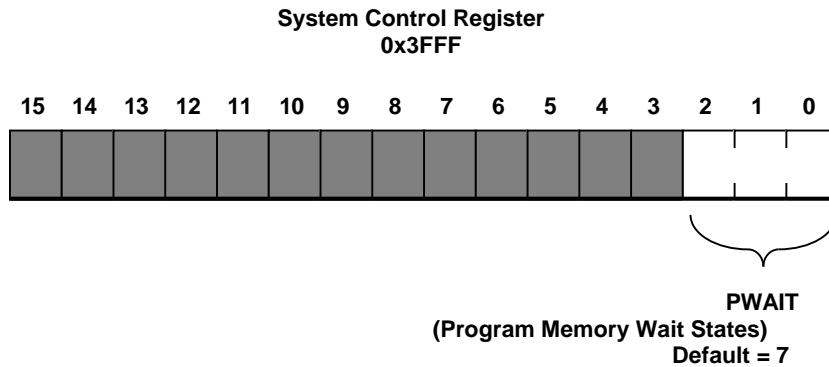 System Control Register
0x3FFF
15 14 13 12 11 10 9 8 7 6 5 4 3 2 1 0
PWAIT
(Program Memory Wait States)
Default = 7